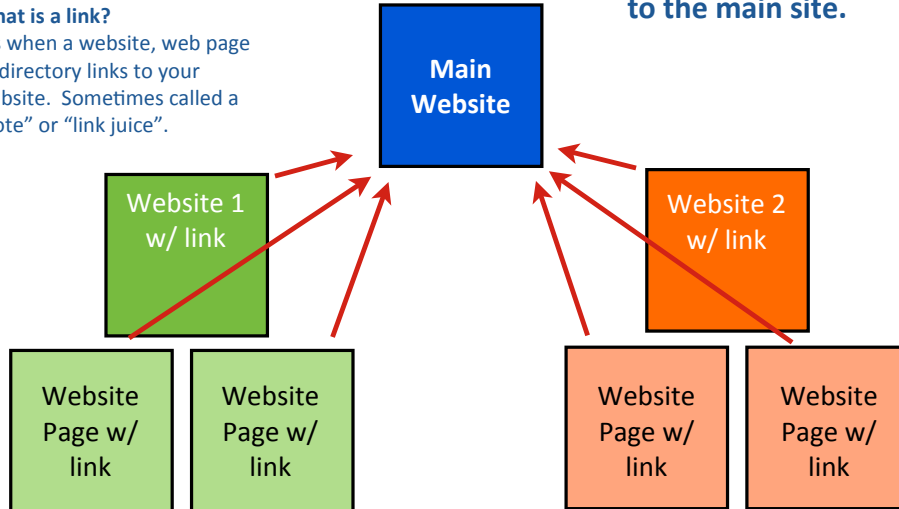 hat is a link?
when a website, web page
directory links to your
bsite. Sometimes called a
ote” or “link juice”.
to the main site.
Main
Website
Website 1
w/ link
Website 2
w/ link
Website
Page w/
link
Website
Page w/
link
Website
Page w/
link
Website
Page w/
link